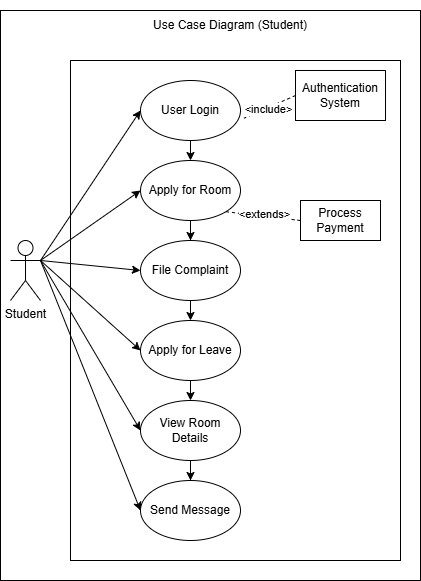 Use Case Diagram (Student)
User Login
<include>
Authentication
System
Apply for Room
<extends>
Process
Payment
File Complaint
Student
Apply for Leave
View Room
Details
Send Message